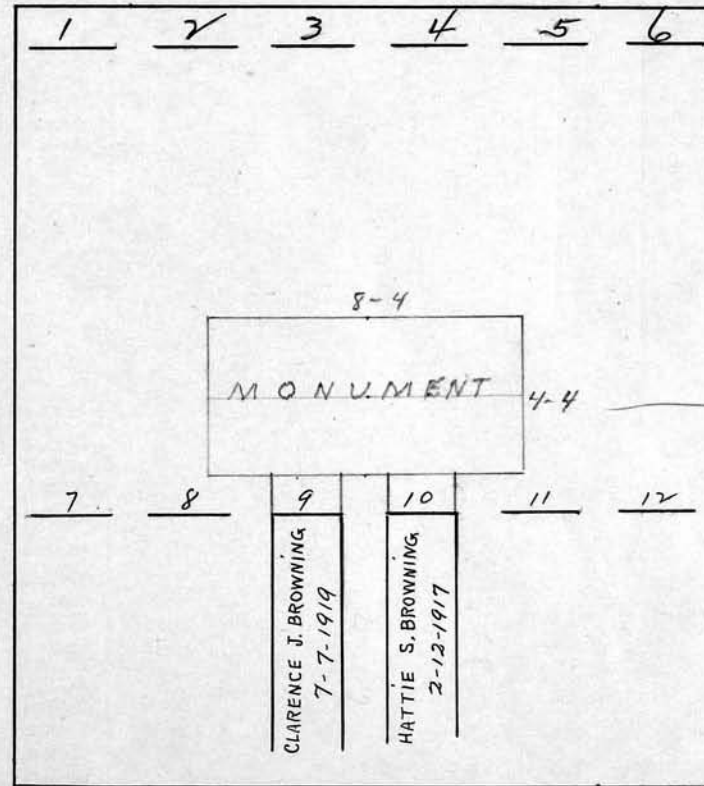 1 2 3 4 5 6
8-4
MONUMENT
4-4
7 8 9 10 11 12
CLARENCE J. BROWNING
7-7-1919
HATTIE S. BROWNING
2-12-1917